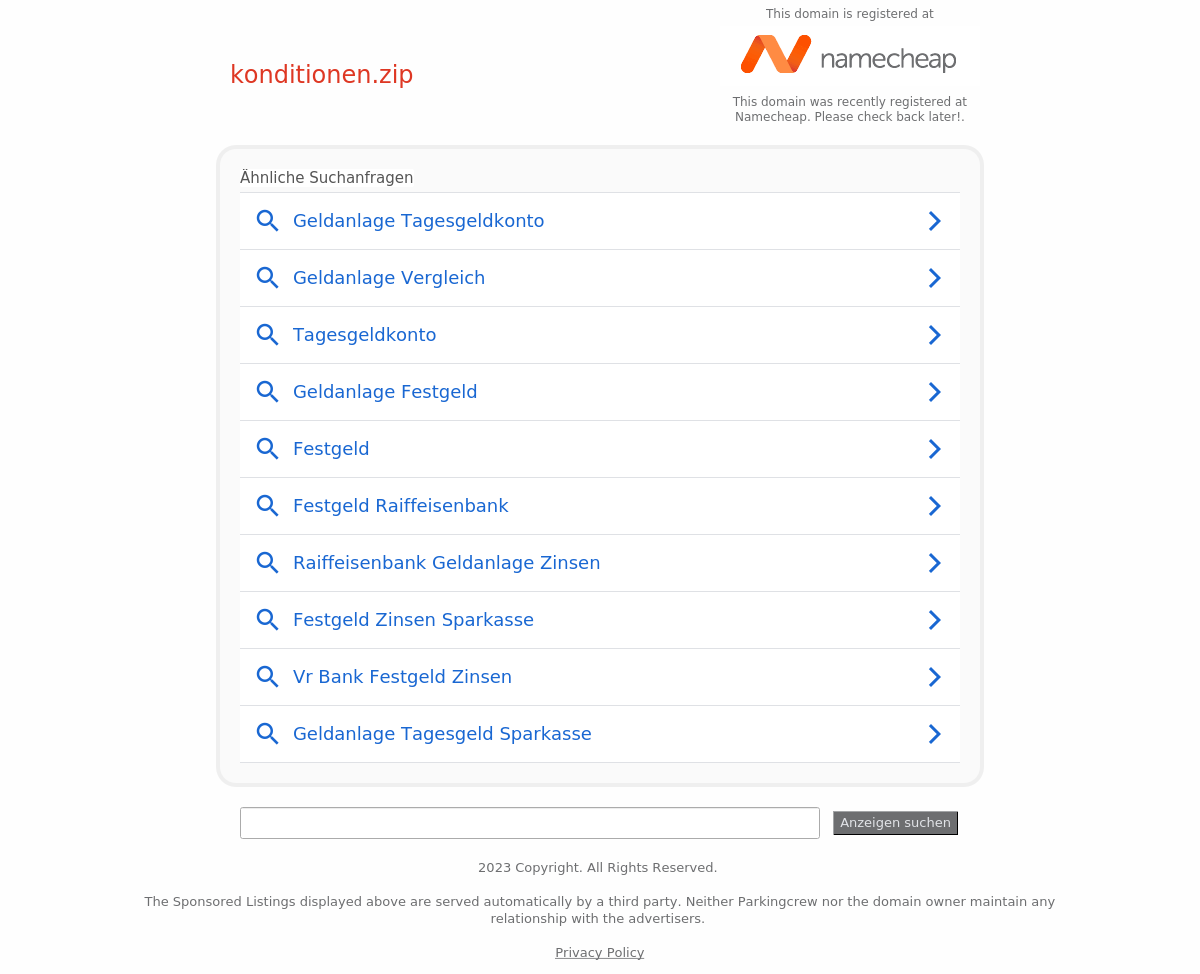 This domain is registered at
namecheap
konditionen.zip
This domain was recently registered at
Namecheap. Please check back later!.
Ähnliche Suchanfragen
Geldanlage Tagesgeldkonto
Geldanlage Vergleich
Tagesgeldkonto
Geldanlage Festgeld
Festgeld
Festgeld Raiffeisenbank
Raiffeisenbank Geldanlage Zinsen
Festgeld Zinsen Sparkasse
Vr Bank Festgeld Zinsen
Geldanlage Tagesgeld Sparkasse
Anzeigen suchen
2023 Copyright. All Rights Reserved.
The Sponsored Listings displayed above are served automatically by a third party. Neither Parkingcrew nor the domain owner maintain any
relationship with the advertisers.
Privacy Policy